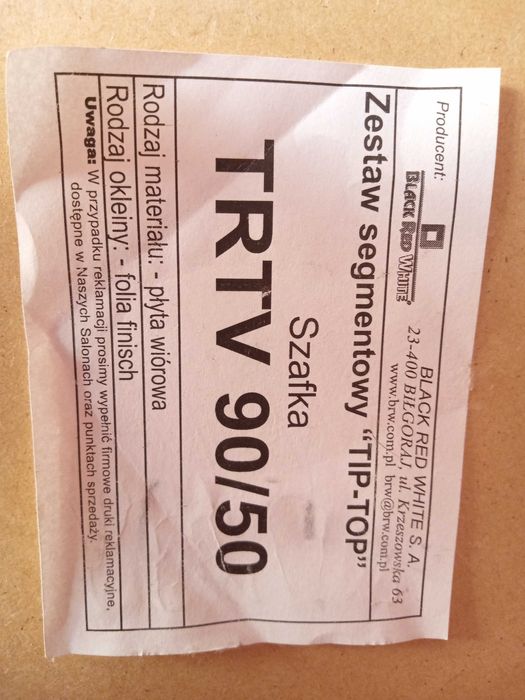 Producent:
BLACK RED WHITE®
BLACK RED WHITE S. A.
23-400 BIŁGORAJ, ul. Krzeszowska 63
www.brw.com.pl brw@brw.com.pl
Zestaw segmentowy “TIP-TOP”
Szafka
TRTV 90/50
Rodzaj materiału: - płyta wiórowa
Rodzaj okleiny: - folia finisch
Uwaga: W przypadku reklamacji prosimy wypełnić firmowe druki reklamacyjne,
dostępne w Naszych Salonach oraz punktach sprzedaży.